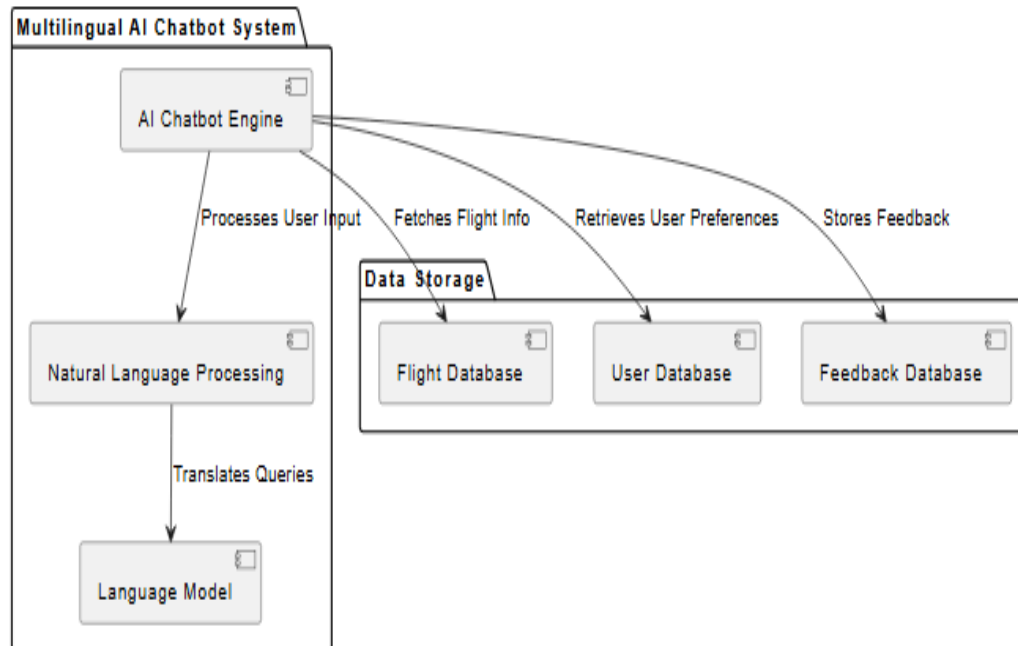 Multilingual AI Chatbot System
AI Chatbot Engine
Processes User Input
Fetches Flight Info
Retrieves User Preferences
Stores Feedback
Data Storage
Natural Language Processing
Flight Database
User Database
Feedback Database
Translates Queries
Language Model